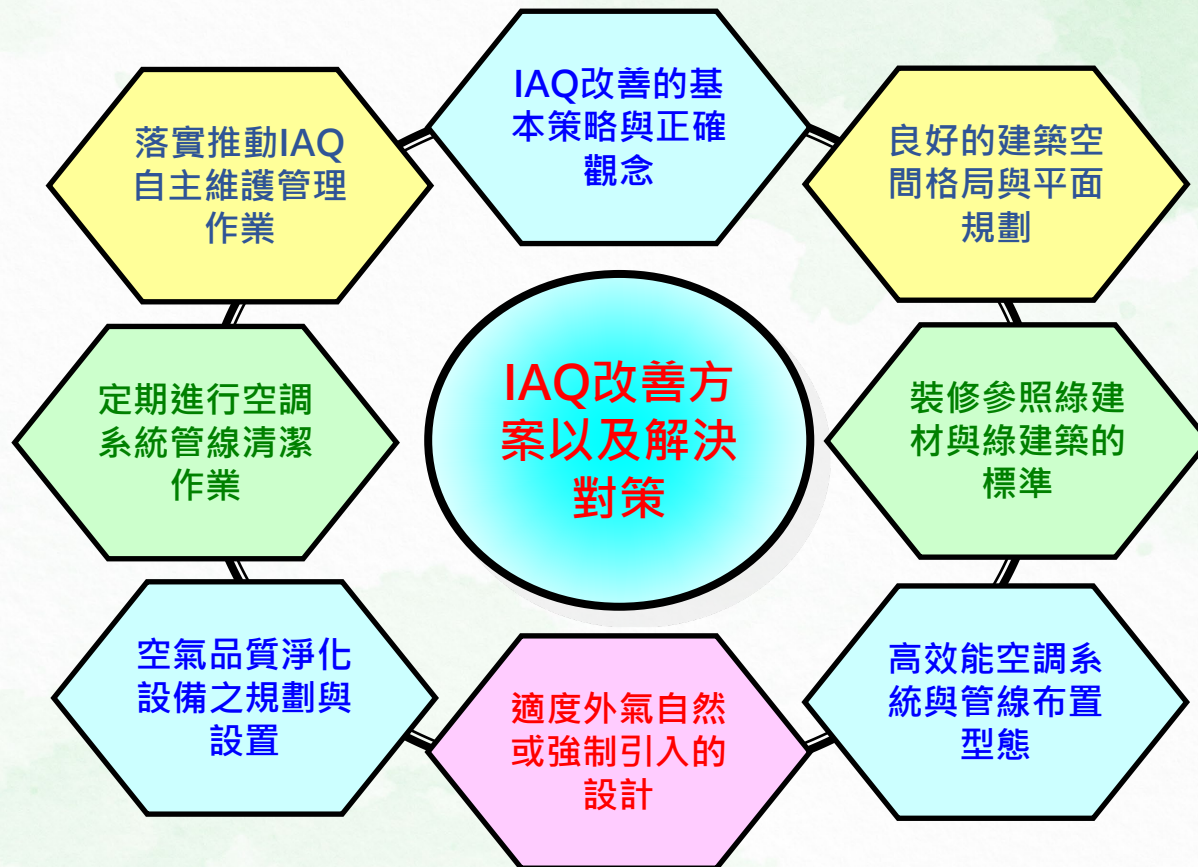 IAQ改善的基
本策略與正確
觀念
落實推動IAQ
自主維護管理
作業
良好的建築空
間格局與平面
規劃
IAQ改善方
案以及解決
對策
定期進行空調
系統管線清潔
作業
裝修參照綠建
材與綠建築的
標準
空氣品質淨化
設備之規劃與
設置
適度外氣自然
或強制引入的
設計
高效能空調系
統與管線布置
型態